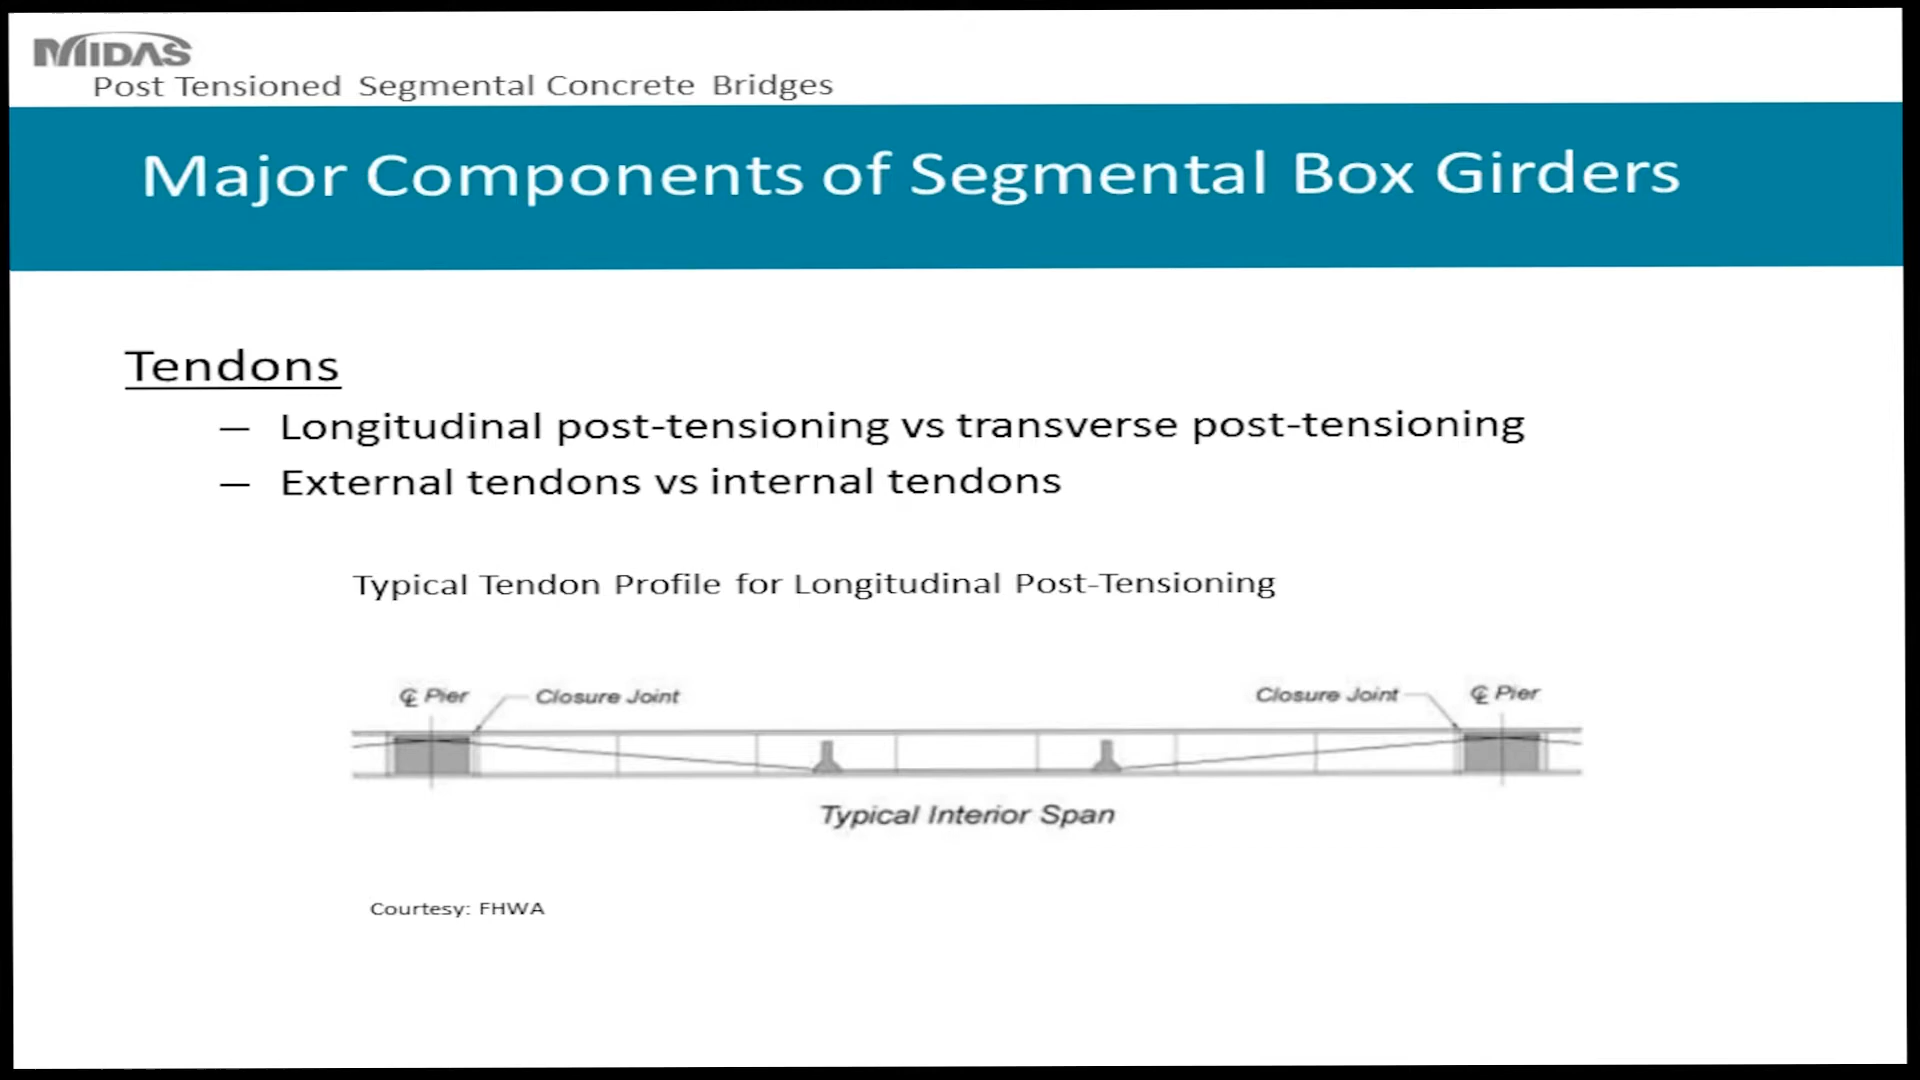 MIDAS
Post Tensioned Segmental Concrete Bridges
Major Components of Segmental Box Girders
Tendons
– Longitudinal post-tensioning vs transverse post-tensioning
– External tendons vs internal tendons
Typical Tendon Profile for Longitudinal Post-Tensioning
℄ Pier Closure Joint Closure Joint ℄ Pier
Typical Interior Span
Courtesy: FHWA